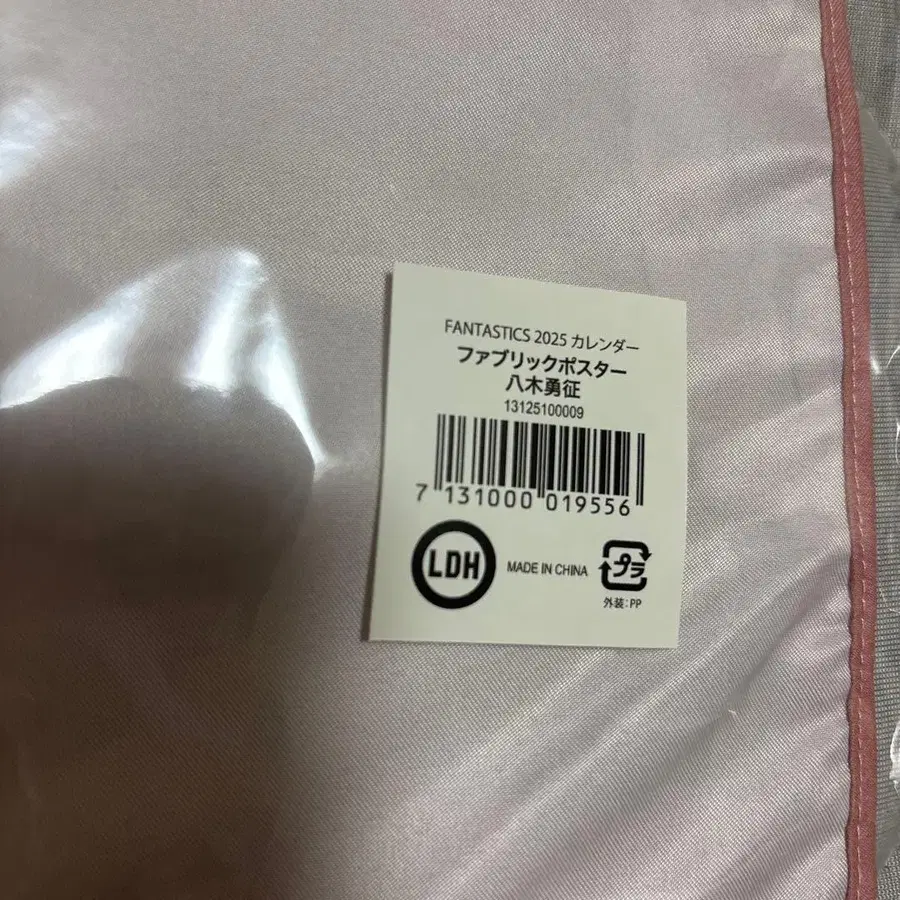 FANTASTICS 2025 カレンダー
ファブリックポスター
八木勇征
13125100009
7 131000 019556
LDH
MADE IN CHINA
プラ
外装:PP